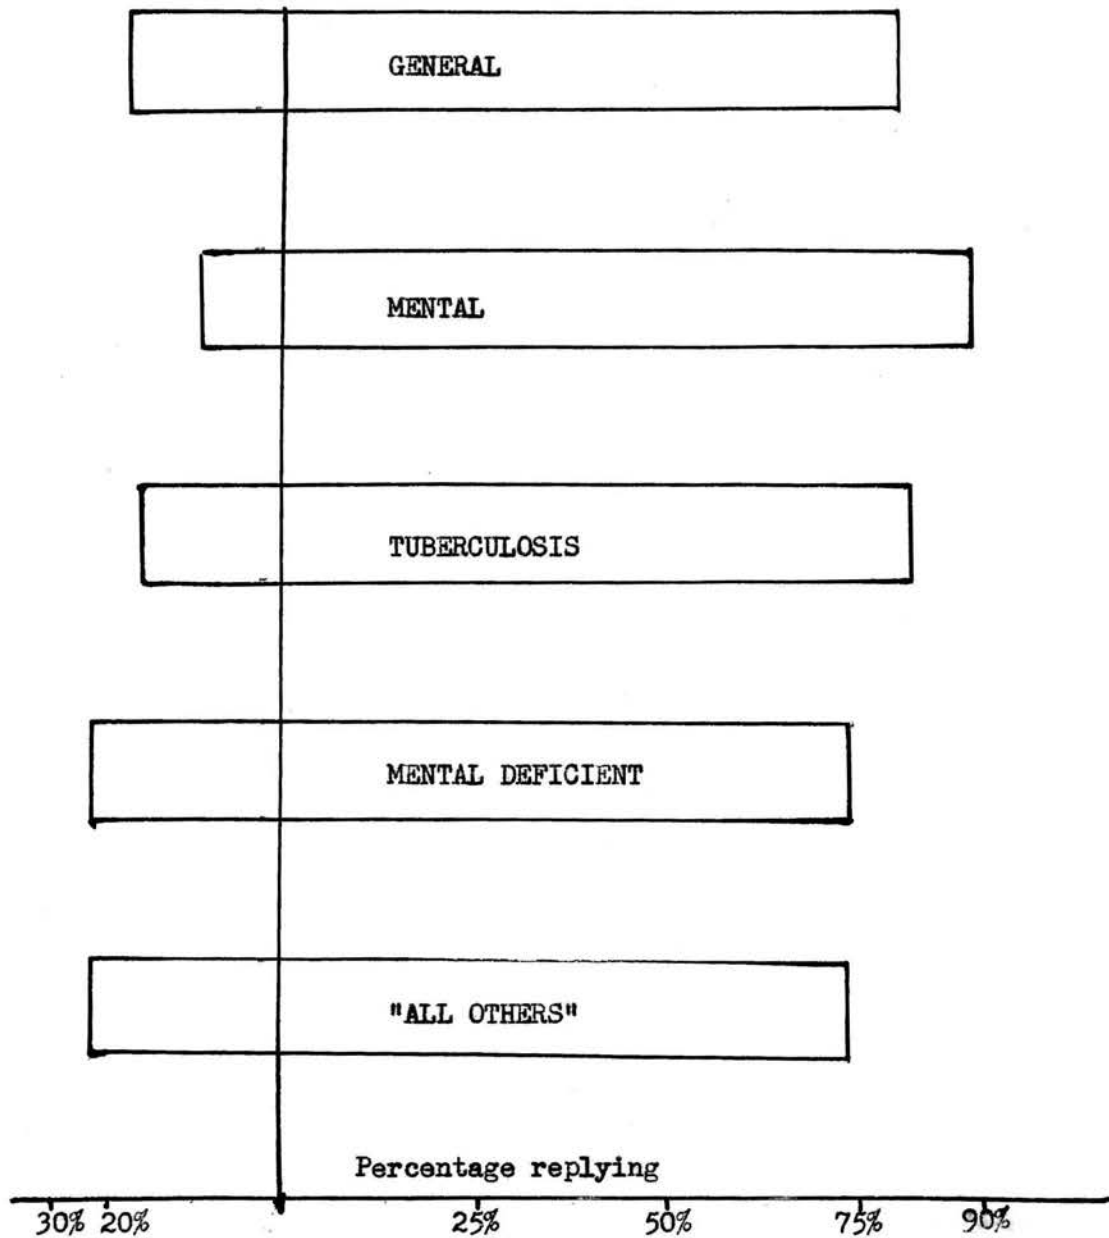 GENERAL
MENTAL
TUBERCULOSIS
MENTAL DEFICIENT
"ALL OTHERS"
Percentage replying
30% 20% 25% 50% 75% 90%